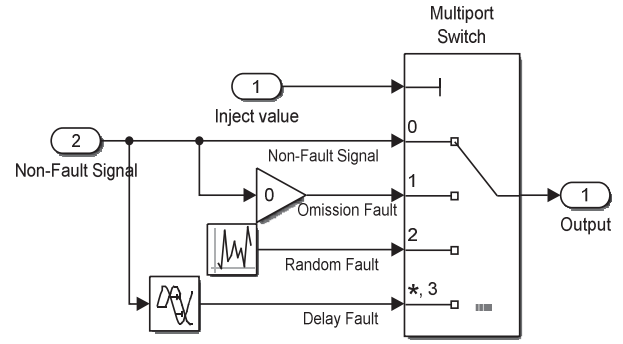 Multiport
Switch
1
Inject value
0
2
Non-Fault Signal
Non-Fault Signal
1
0
Omission Fault
1
Output
2
Random Fault
*, 3
Delay Fault